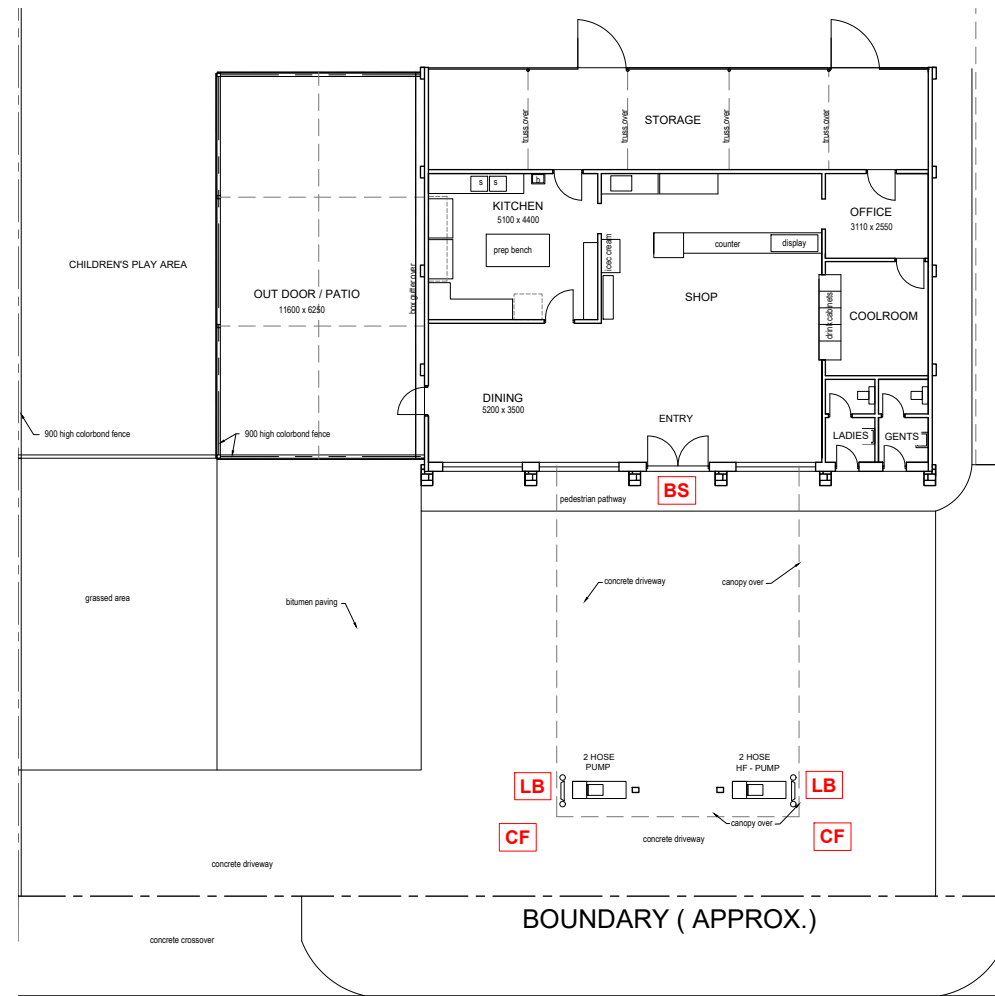 truss over
truss over
truss over
truss over
STORAGE
s
s
b
KITCHEN
5100 x 4400
prep bench
icec cream
counter
display
OFFICE
3110 x 2550
CHILDREN'S PLAY AREA
OUT DOOR / PATIO
11600 x 6250
box gutter over
SHOP
drink cabinets
COOLROOM
DINING
5200 x 3500
ENTRY
LADIES
GENTS
900 high colorbond fence
900 high colorbond fence
BS
pedestrian pathway
grassed area
bitumen paving
concrete driveway
canopy over
2 HOSE
PUMP
2 HOSE
HF - PUMP
LB
LB
CF
CF
canopy over
concrete driveway
concrete driveway
BOUNDARY ( APPROX.)
concrete crossover